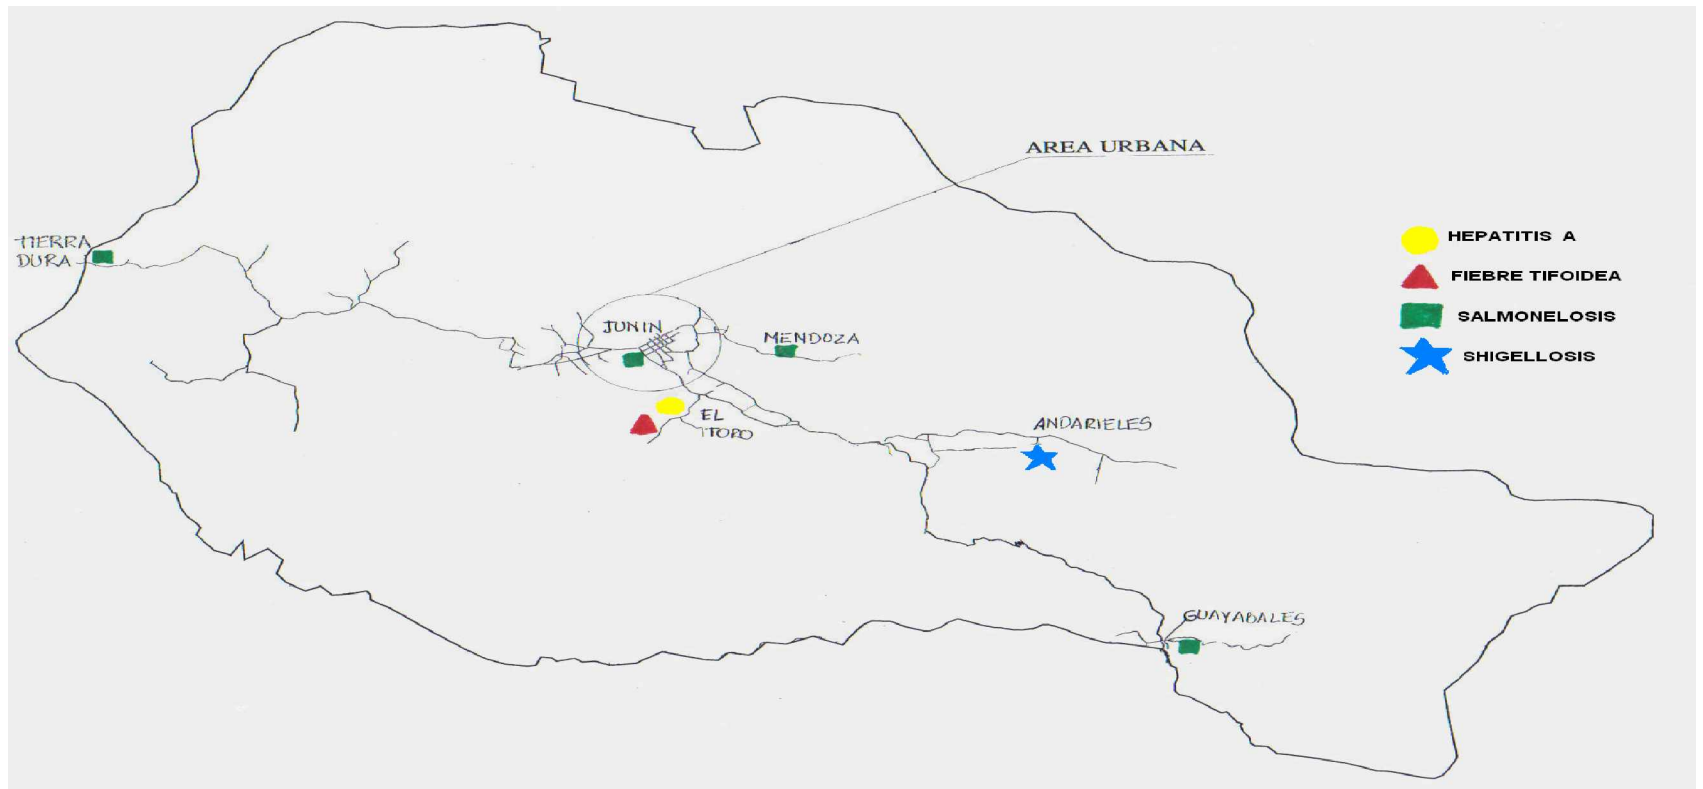 AREA URBANA
TIERRA
DURA
HEPATITIS A
FIEBRE TIFOIDEA
SALMONELOSIS
SHIGELLOSIS
JUNIN
MENDOZA
EL
TORO
ANDARIELES
GUAYABALES